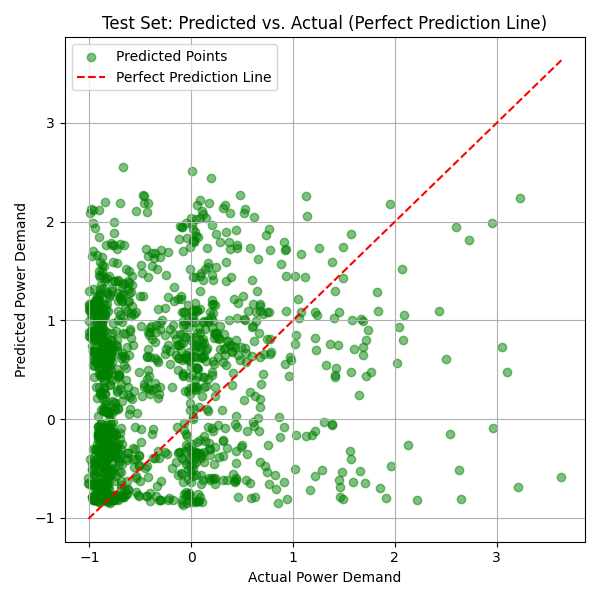 Test Set: Predicted vs. Actual (Perfect Prediction Line)
Predicted Points
Perfect Prediction Line
Predicted Power Demand
3
2
1
0
−1
−1 0 1 2 3
Actual Power Demand